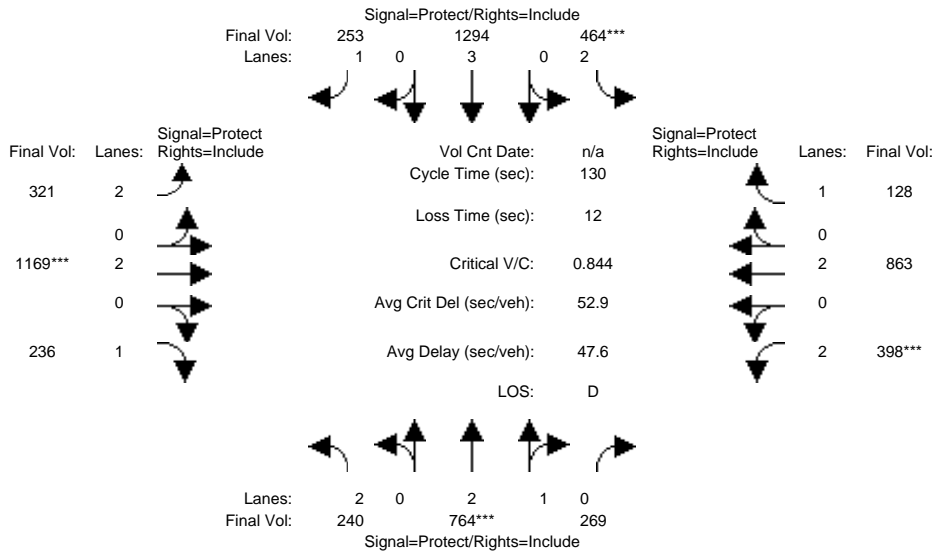 Signal=Protect/Rights=Include
Final Vol: 253 1294 464***
Lanes: 1 0 3 0 2
Signal=Protect Signal=Protect
Final Vol: Lanes: Rights=Include Vol Cnt Date: n/a Rights=Include Lanes: Final Vol:
Cycle Time (sec): 130
321 2 1 128
Loss Time (sec): 12
0 0
1169*** 2 Critical V/C: 0.844 2 863
0 Avg Crit Del (sec/veh): 52.9 0
236 1 Avg Delay (sec/veh): 47.6 2 398***
LOS: D
Lanes: 2 0 2 1 0
Final Vol: 240 764*** 269
Signal=Protect/Rights=Include